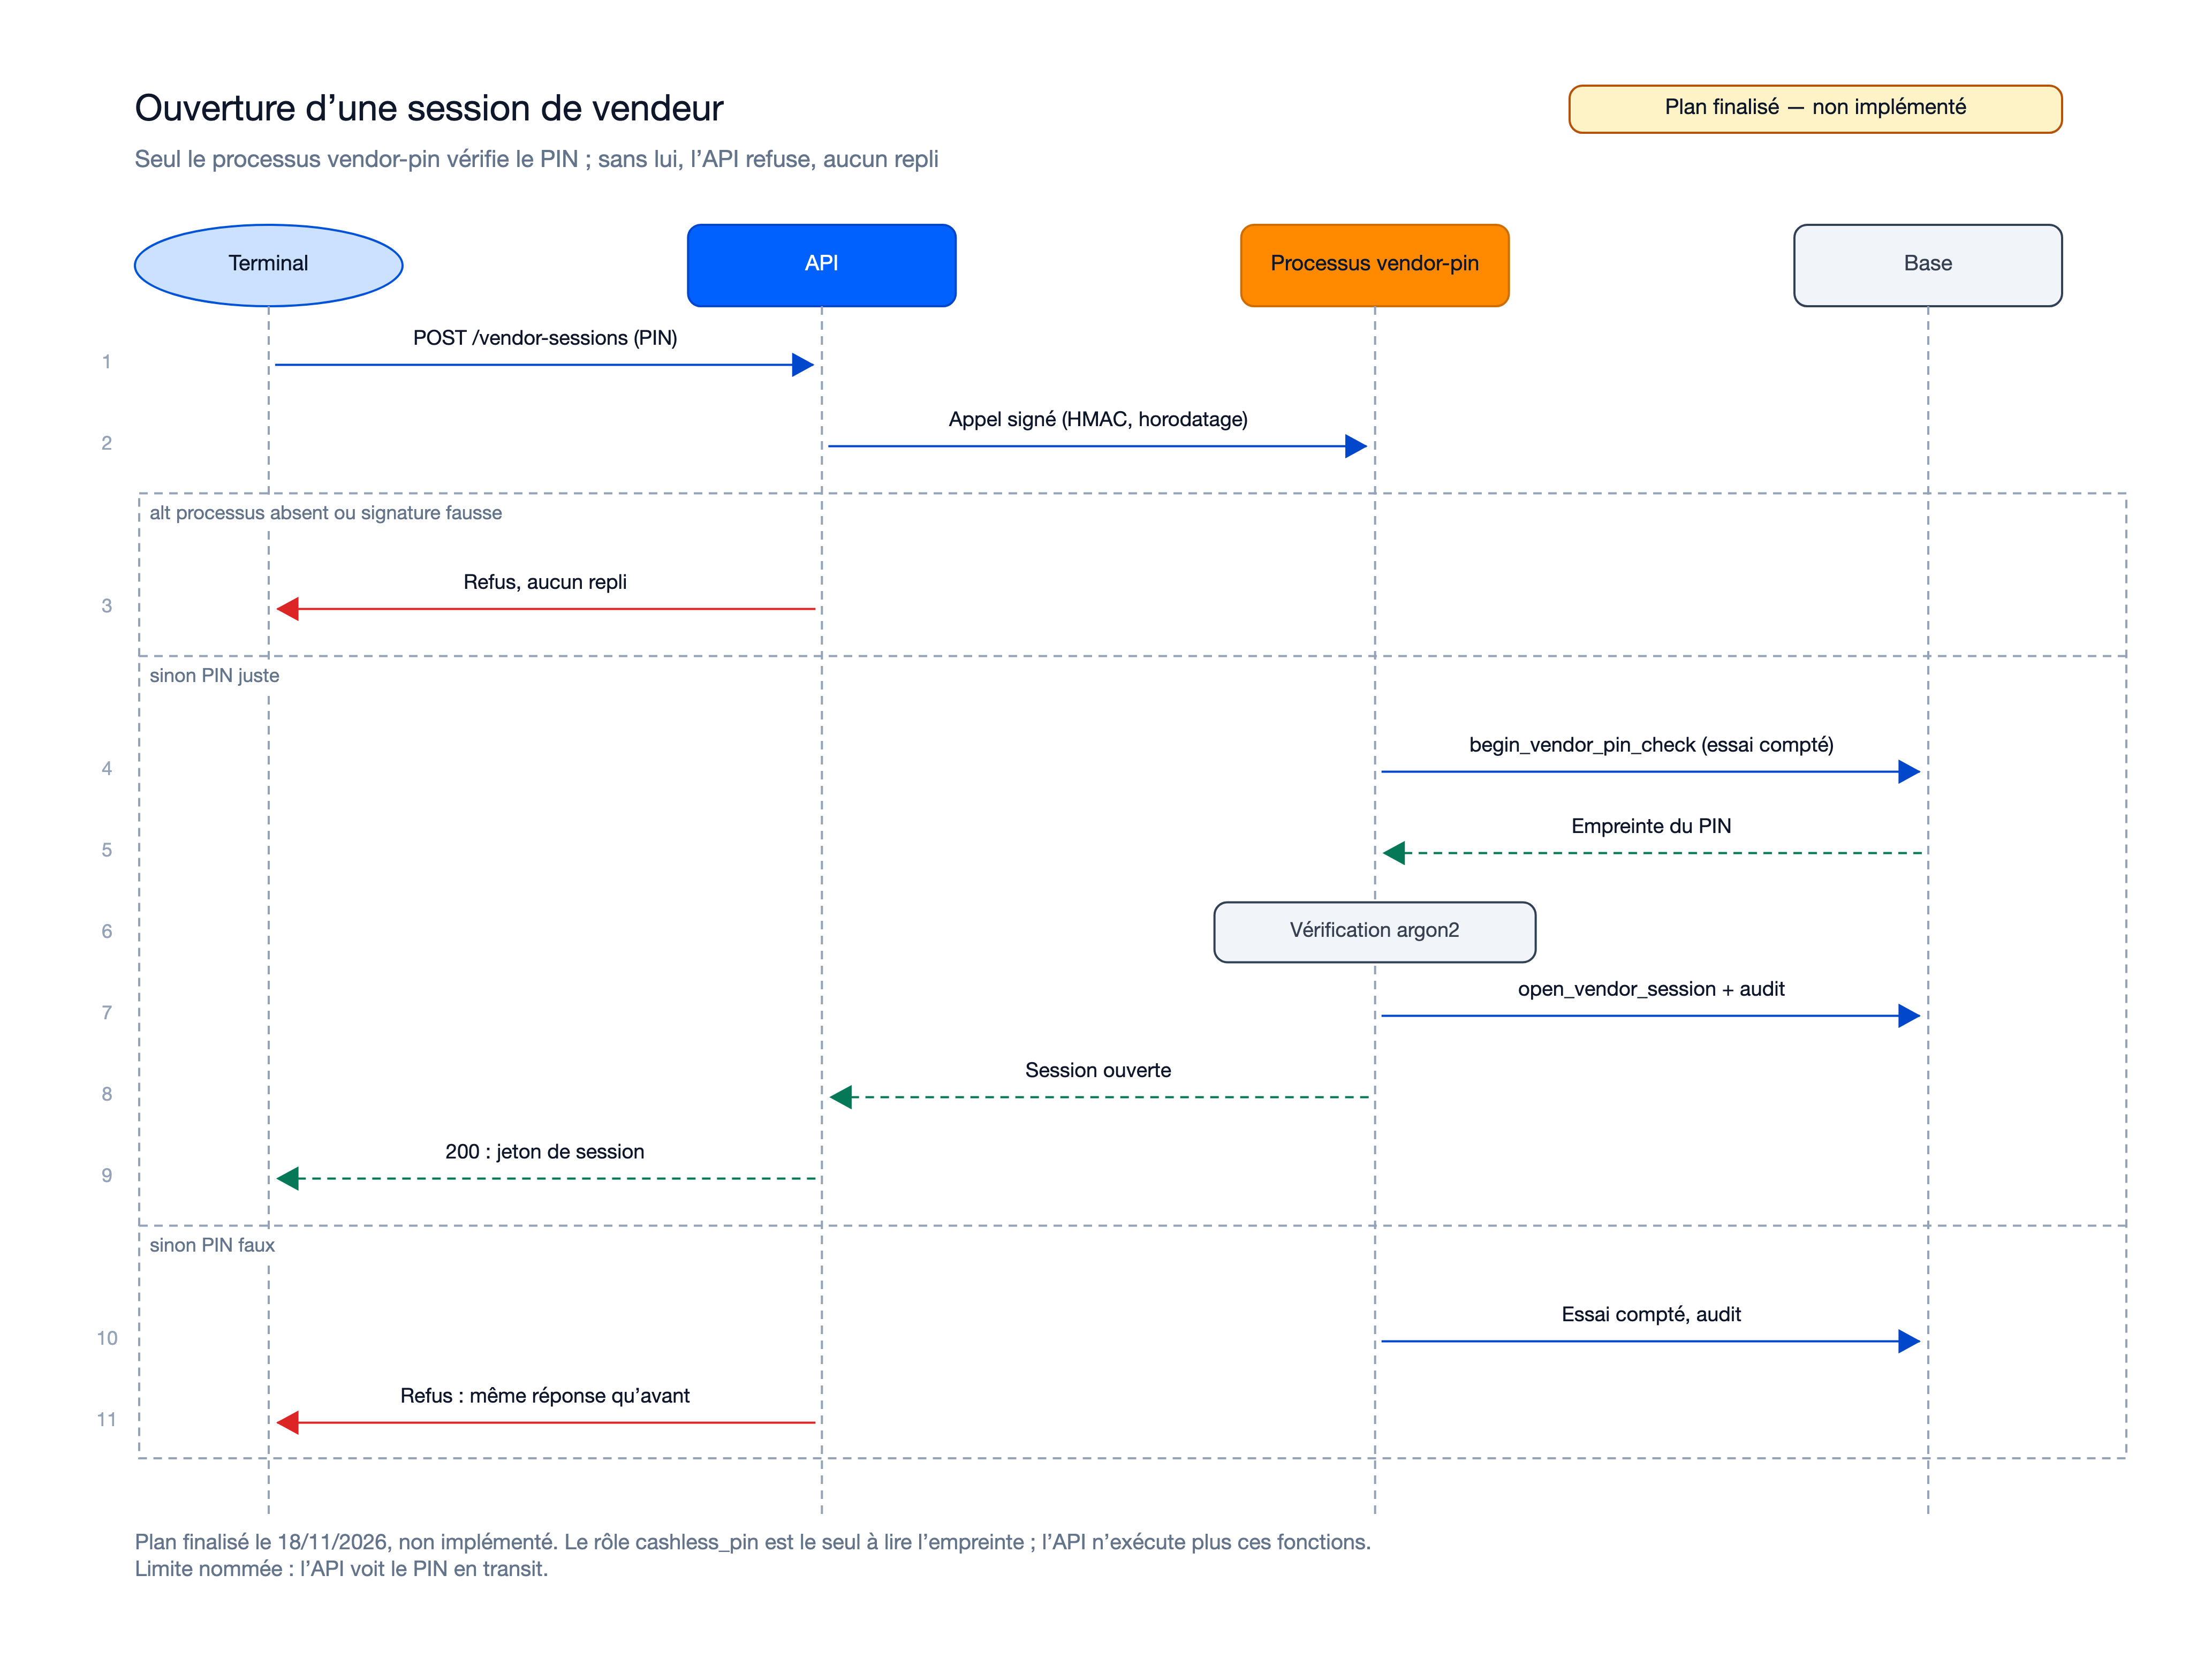 Ouverture d’une session de vendeur
Plan finalisé — non implémenté
Seul le processus vendor-pin vérifie le PIN ; sans lui, l’API refuse, aucun repli
Terminal
API
Processus vendor-pin
Base
POST /vendor-sessions (PIN)
1
Appel signé (HMAC, horodatage)
2
alt processus absent ou signature fausse
Refus, aucun repli
3
sinon PIN juste
begin_vendor_pin_check (essai compté)
4
Empreinte du PIN
5
Vérification argon2
6
open_vendor_session + audit
7
Session ouverte
8
200 : jeton de session
9
sinon PIN faux
Essai compté, audit
10
Refus : même réponse qu’avant
11
Plan finalisé le 18/11/2026, non implémenté. Le rôle cashless_pin est le seul à lire l’empreinte ; l’API n’exécute plus ces fonctions.
Limite nommée : l’API voit le PIN en transit.